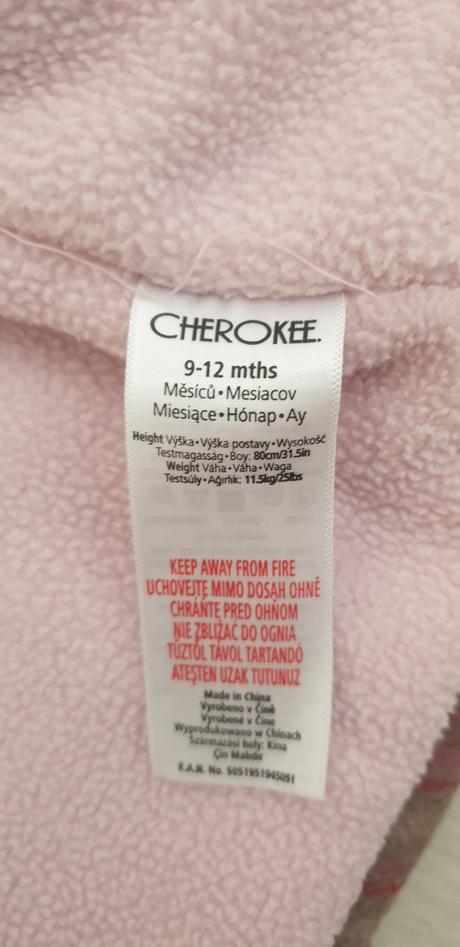 CHEROKEE.
9-12 mths
Měsíců • Mesiacov
Miesiące • Hónap • Ay
Height Výška • Výška postavy • Wysokość
Testmagasság • Boy: 80cm/31.5in
Weight Váha • Váha • Waga
Testsúly • Ağırlık: 11.5kg/25lbs
KEEP AWAY FROM FIRE
UCHOVEJTE MIMO DOSAH OHNĚ
CHRÁŇTE PRED OHŇOM
NIE ZBLIŻAĆ DO OGNIA
TŰZTŐL TÁVOL TARTANDÓ
ATEŞTEN UZAK TUTUNUZ
Made in China
Vyrobeno v Číně
Vyrobené v Číne
Wyprodukowano w Chinach
Származási hely: Kína
Çin Malıdır
E.A.N. No. 5051951945051